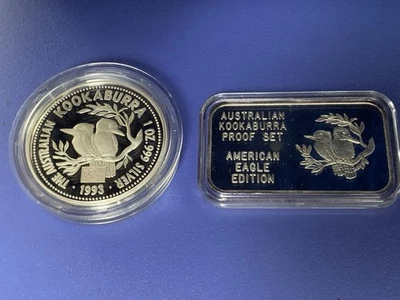 THE AUSTRALIAN KOOKABURRA 1 OZ. 999 SILVER
· 1993 ·
AUSTRALIAN
KOOKABURRA
PROOF SET
AMERICAN
EAGLE
EDITION